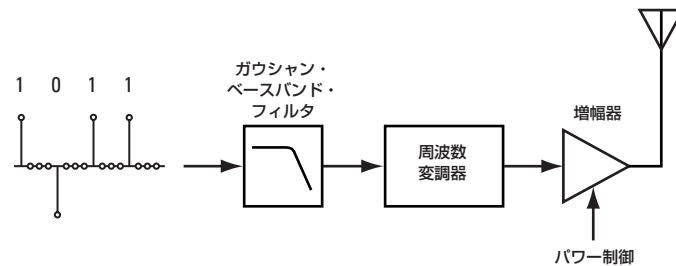 1 0 1 1
ガウシャン・
ベースバンド・
フィルタ
周波数
変調器
増幅器
パワー制御